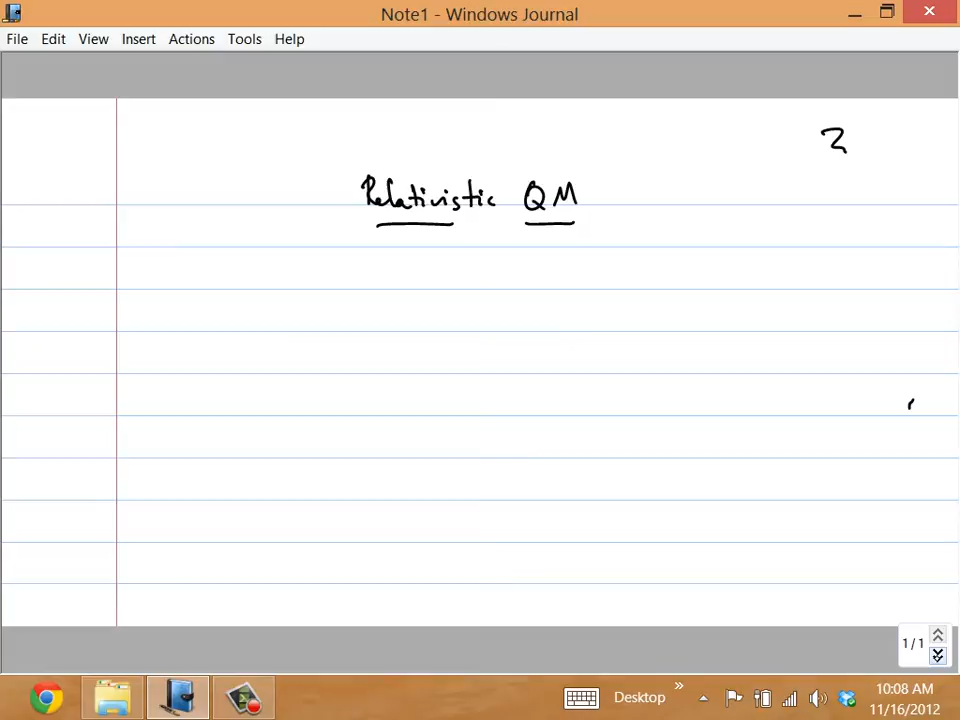 Note1 - Windows Journal
File Edit View Insert Actions Tools Help
2
Relativistic QM
1 / 1
Desktop
10:08 AM
11/16/2012